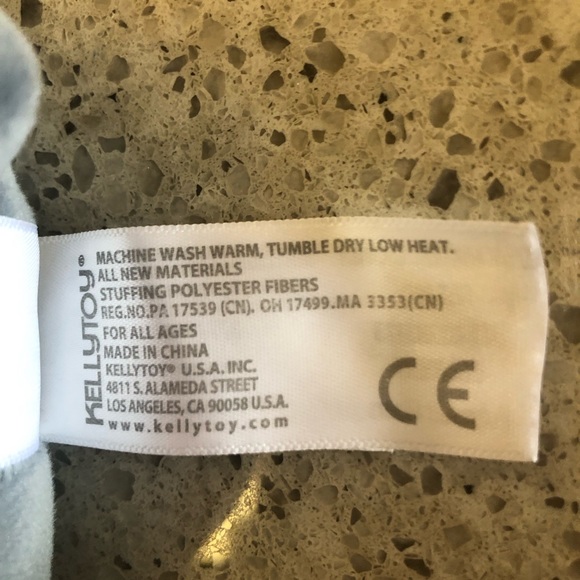 KELLYTOY®
MACHINE WASH WARM, TUMBLE DRY LOW HEAT.
ALL NEW MATERIALS
STUFFING POLYESTER FIBERS
REG.NO.PA 17539 (CN). OH 17499.MA 3353(CN)
FOR ALL AGES
MADE IN CHINA
KELLYTOY® U.S.A. INC.
4811 S. ALAMEDA STREET
LOS ANGELES, CA 90058 U.S.A.
www.kellytoy.com
CE